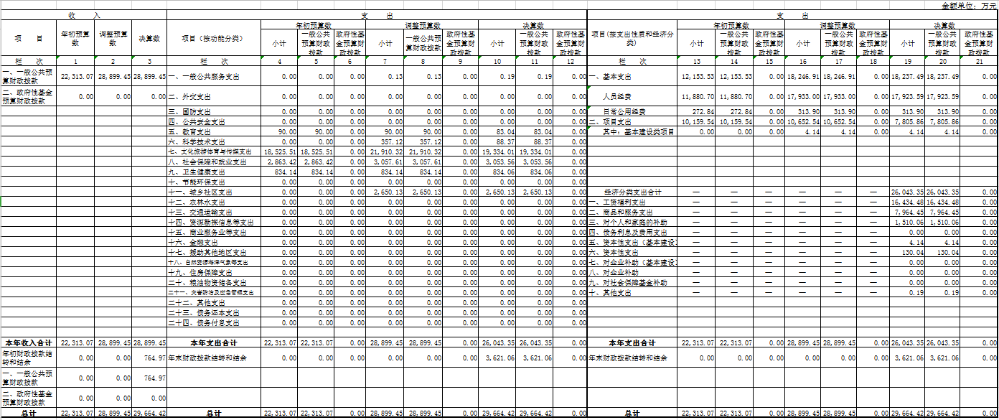 金额单位：万元
收 入 支 出 支 出
项 目 年初预算数 调整预算数 决算数 项目（按功能分类） 年初预算数 调整预算数 决算数 项目(按支出性质和经济分类) 年初预算数 调整预算数 决算数
小计 一般公共预算财政拨款 政府性基金预算财政拨款 小计 一般公共预算财政拨款 政府性基金预算财政拨款 小计 一般公共预算财政拨款 政府性基金预算财政拨款 小计 一般公共预算财政拨款 政府性基金预算财政拨款 小计 一般公共预算财政拨款 政府性基金预算财政拨款 小计 一般公共预算财政拨款 政府性基金预算财政拨款
栏 次 1 2 3 栏 次 4 5 6 7 8 9 10 11 12 栏 次 13 14 15 16 17 18 19 20 21
一、一般公共预算财政拨款 22,313.07 28,899.45 28,899.45 一、一般公共服务支出 0.00 0.00 0.00 0.13 0.13 0.00 0.19 0.19 0.00 一、基本支出 12,153.53 12,153.53 0.00 18,246.91 18,246.91 0.00 18,237.49 18,237.49 0.00
二、政府性基金预算财政拨款 0.00 0.00 0.00 二、外交支出 0.00 0.00 0.00 0.00 0.00 0.00 0.00 0.00 0.00 人员经费 11,880.70 11,880.70 0.00 17,933.00 17,933.00 0.00 17,923.59 17,923.59 0.00
三、国防支出 0.00 0.00 0.00 0.00 0.00 0.00 0.00 0.00 0.00 日常公用经费 272.84 272.84 0.00 313.90 313.90 0.00 313.90 313.90 0.00
四、公共安全支出 0.00 0.00 0.00 0.00 0.00 0.00 0.00 0.00 0.00 二、项目支出 10,159.54 10,159.54 0.00 10,652.54 10,652.54 0.00 7,805.86 7,805.86 0.00
五、教育支出 90.00 90.00 0.00 90.00 90.00 0.00 83.04 83.04 0.00 其中：基本建设类项目 0.00 0.00 0.00 4.14 4.14 0.00 4.14 4.14 0.00
六、科学技术支出 0.00 0.00 0.00 357.12 357.12 0.00 88.37 88.37 0.00
七、文化旅游体育与传媒支出 18,525.51 18,525.51 0.00 21,910.32 21,910.32 0.00 19,334.01 19,334.01 0.00
八、社会保障和就业支出 2,863.42 2,863.42 0.00 3,057.61 3,057.61 0.00 3,053.56 3,053.56 0.00
九、卫生健康支出 834.14 834.14 0.00 834.14 834.14 0.00 834.06 834.06 0.00
十、节能环保支出 0.00 0.00 0.00 0.00 0.00 0.00 0.00 0.00 0.00
十一、城乡社区支出 0.00 0.00 0.00 2,650.13 2,650.13 0.00 2,650.13 2,650.13 0.00 经济分类支出合计 — — — — — — 26,043.35 26,043.35 0.00
十二、农林水支出 0.00 0.00 0.00 0.00 0.00 0.00 0.00 0.00 0.00 一、工资福利支出 — — — — — — 16,434.48 16,434.48 0.00
十三、交通运输支出 0.00 0.00 0.00 0.00 0.00 0.00 0.00 0.00 0.00 二、商品和服务支出 — — — — — — 7,964.45 7,964.45 0.00
十四、资源勘探信息等支出 0.00 0.00 0.00 0.00 0.00 0.00 0.00 0.00 0.00 三、对个人和家庭的补助 — — — — — — 1,510.06 1,510.06 0.00
十五、商业服务业等支出 0.00 0.00 0.00 0.00 0.00 0.00 0.00 0.00 0.00 四、债务利息及费用支出 — — — — — — 0.00 0.00 0.00
十六、金融支出 0.00 0.00 0.00 0.00 0.00 0.00 0.00 0.00 0.00 五、资本性支出（基本建设 — — — — — — 4.14 4.14 0.00
十七、援助其他地区支出 0.00 0.00 0.00 0.00 0.00 0.00 0.00 0.00 0.00 六、资本性支出 — — — — — — 130.04 130.04 0.00
十八、自然资源海洋气象等支出 0.00 0.00 0.00 0.00 0.00 0.00 0.00 0.00 0.00 七、对企业补助（基本建设 — — — — — — 0.00 0.00 0.00
十九、住房保障支出 0.00 0.00 0.00 0.00 0.00 0.00 0.00 0.00 0.00 八、对企业补助 — — — — — — 0.00 0.00 0.00
二十、粮油物资储备支出 0.00 0.00 0.00 0.00 0.00 0.00 0.00 0.00 0.00 九、对社会保障基金补助 — — — — — — 0.00 0.00 0.00
二十一、灾害防治及应急管理支出 0.00 0.00 0.00 0.00 0.00 0.00 0.00 0.00 0.00 十、其他支出 — — — — — — 0.19 0.19 0.00
二十二、其他支出 0.00 0.00 0.00 0.00 0.00 0.00 0.00 0.00 0.00
二十三、债务还本支出 0.00 0.00 0.00 0.00 0.00 0.00 0.00 0.00 0.00
二十四、债务付息支出 0.00 0.00 0.00 0.00 0.00 0.00 0.00 0.00 0.00
本年收入合计 22,313.07 28,899.45 28,899.45 本年支出合计 22,313.07 22,313.07 0.00 28,899.45 28,899.45 0.00 26,043.35 26,043.35 0.00 本年支出合计 22,313.07 22,313.07 0.00 28,899.45 28,899.45 0.00 26,043.35 26,043.35 0.00
年初财政拨款结转和结余 0.00 0.00 764.97 年末财政拨款结转和结余 0.00 0.00 0.00 0.00 0.00 0.00 3,621.06 3,621.06 0.00 年末财政拨款结转和结余 0.00 0.00 0.00 0.00 0.00 0.00 3,621.06 3,621.06 0.00
一、一般公共预算财政拨款 0.00 0.00 764.97
二、政府性基金预算财政拨款 0.00 0.00 0.00
总计 22,313.07 28,899.45 29,664.42 总计 22,313.07 22,313.07 0.00 28,899.45 28,899.45 0.00 29,664.42 29,664.42 0.00 总计 22,313.07 22,313.07 0.00 28,899.45 28,899.45 0.00 29,664.42 29,664.42 0.00